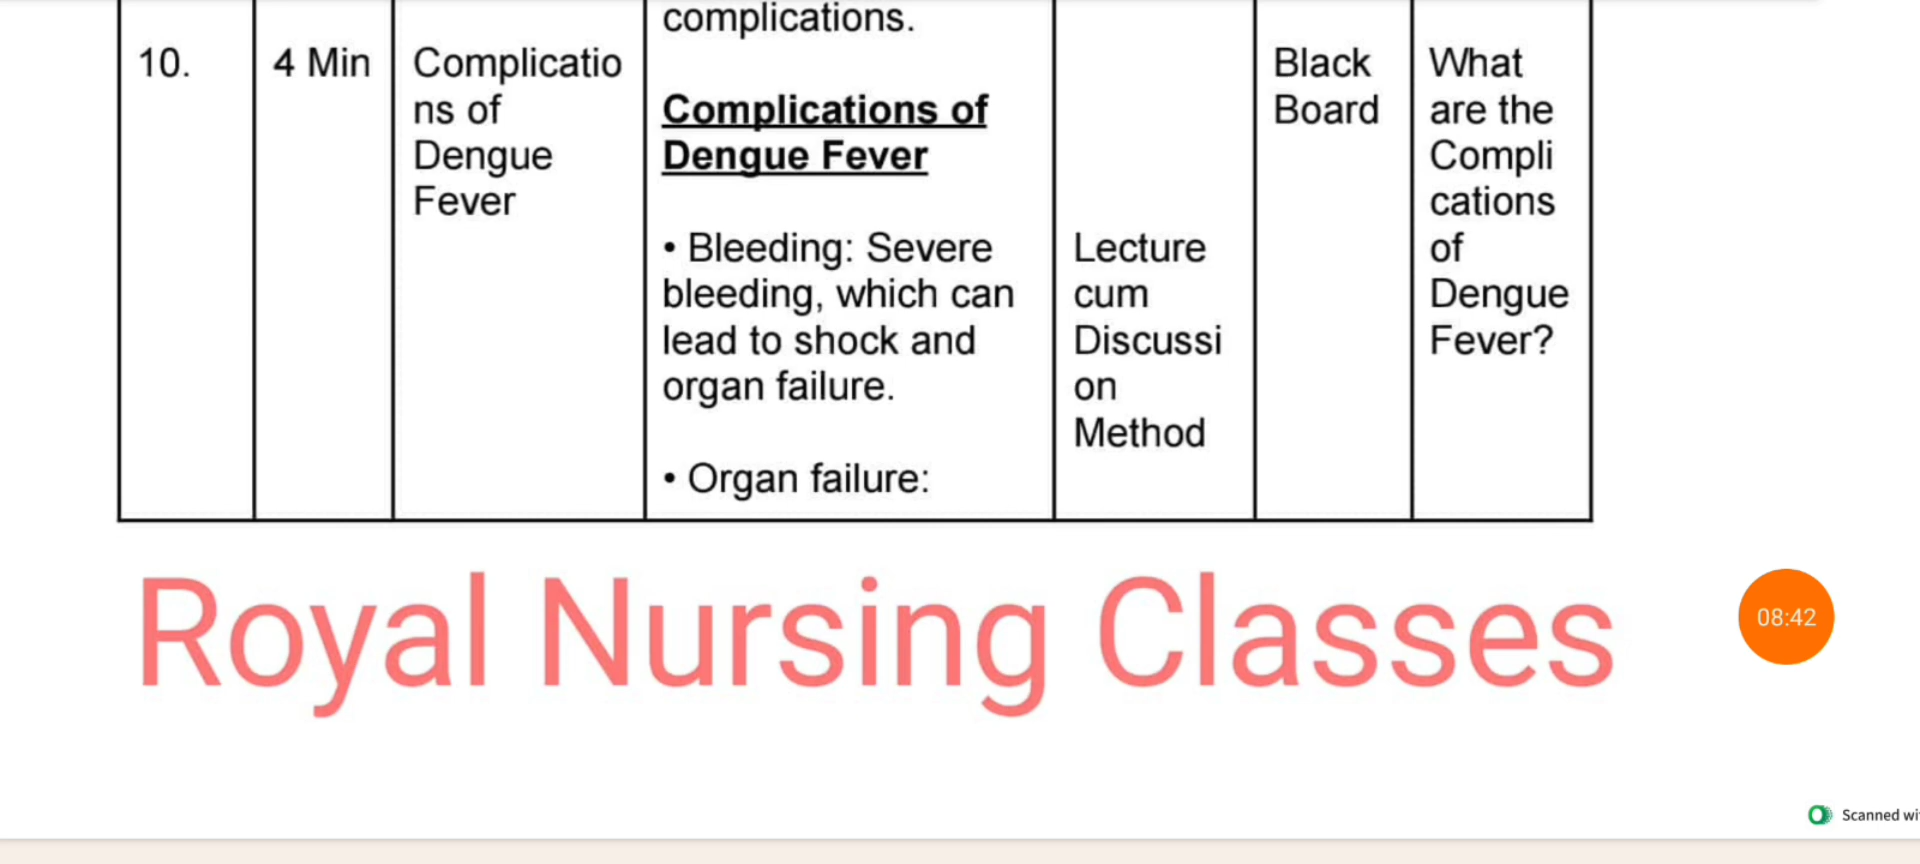 complications.
10.
4 Min
Complicatio
ns of
Dengue
Fever
Complications of
Dengue Fever
• Bleeding: Severe
bleeding, which can
lead to shock and
organ failure.
• Organ failure:
Lecture
cum
Discussi
on
Method
Black
Board
What
are the
Compli
cations
of
Dengue
Fever?
Royal Nursing Classes
08:42
Scanned wi